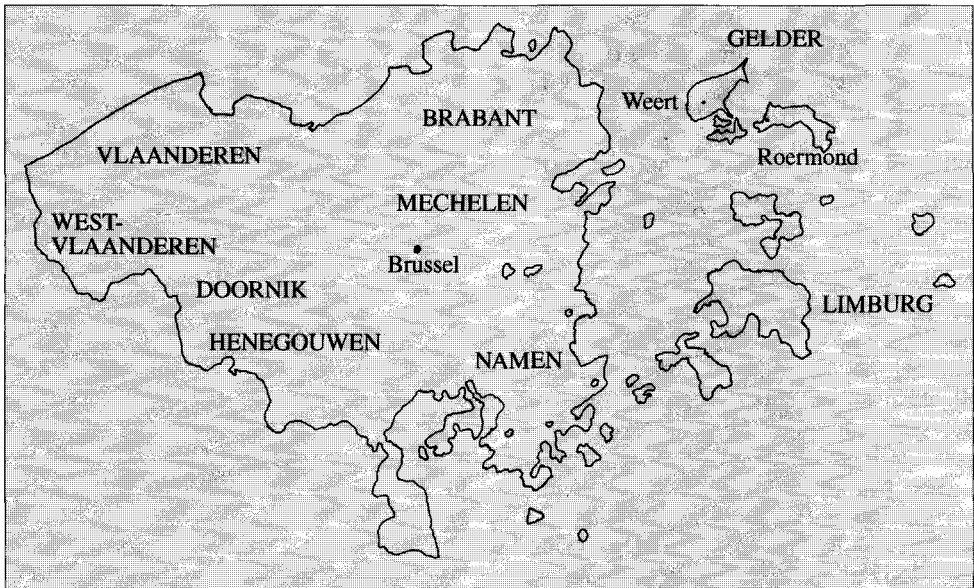 GELDER
Weert
BRABANT
Roermond
VLAANDEREN
MECHELEN
WEST-
VLAANDEREN
Brussel
DOORNIK
LIMBURG
HENEGOUWEN
NAMEN